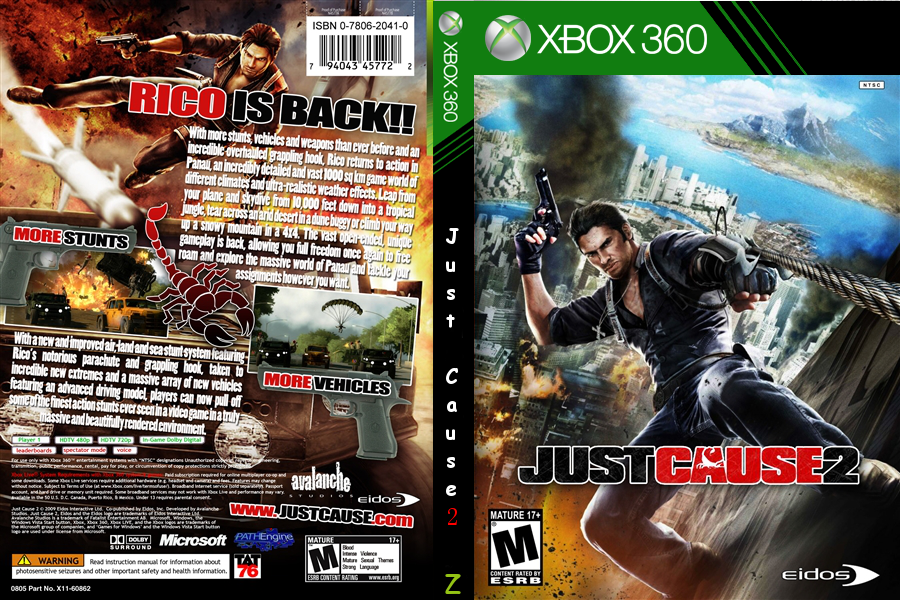 ISBN 0-7806-2041-0
7 94043 45772 2
RICO IS BACK!!
With more stunts, vehicles and weapons than ever before and an
incredible overhauled grappling hook, Rico returns to action in
Panau, an incredibly detailed and vast 1000 sq km game world of
different climates and ultra-realistic weather effects. Leap from
your plane and skydive from 10,000 feet down into a tropical
jungle, tear across an arid desert in a dune buggy or climb your way
up a snowy mountain in a 4x4. The vast open-ended, unique
gameplay is back, allowing you full freedom once again to free
roam and explore the massive world of Panau and tackle your
assignments however you want.
MORE STUNTS
With a new and improved air, land and sea stunt system featuring
Rico's notorious parachute and grappling hook, taken to
incredible new extremes and a massive array of new vehicles
featuring an advanced driving model, players can now pull off
some of the finest action stunts ever seen in a video game in a truly
massive and beautifully rendered environment.
MORE VEHICLES
Player 1 HDTV 480p HDTV 720p In-Game Dolby Digital
leaderboards spectator mode voice
avalanche
STUDIOS
eidos
www.JUSTCAUSE.com
DOLBY
SURROUND
Microsoft
PATHEngine
WARNING Read instruction manual for information about
photosensitive seizures and other important safety and health information.
TAT
76
MATURE 17+
M
Blood
Intense Violence
Mature Sexual Themes
Strong Language
ESRB CONTENT RATING www.esrb.org
0805 Part No. X11-60862
XBOX 360
Just Cause 2
Z
XBOX 360
NTSC
JUST CAUSE 2
MATURE 17+
M
CONTENT RATED BY
ESRB
eidos